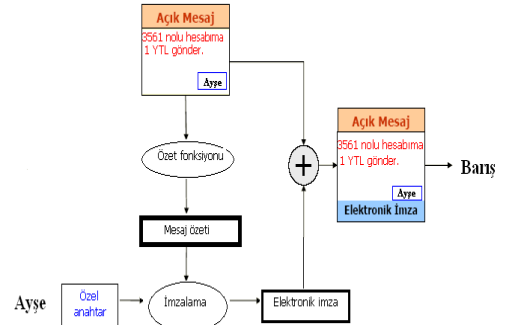 Açık Mesaj
3561 nolu hesabıma
1 YTL gönder.
Ayşe
Özet fonksiyonu
Mesaj özeti
Ayşe
Özel
anahtar
İmzalama
Elektronik imza
+
Açık Mesaj
3561 nolu hesabıma
1 YTL gönder.
Ayşe
Elektronik İmza
Barış